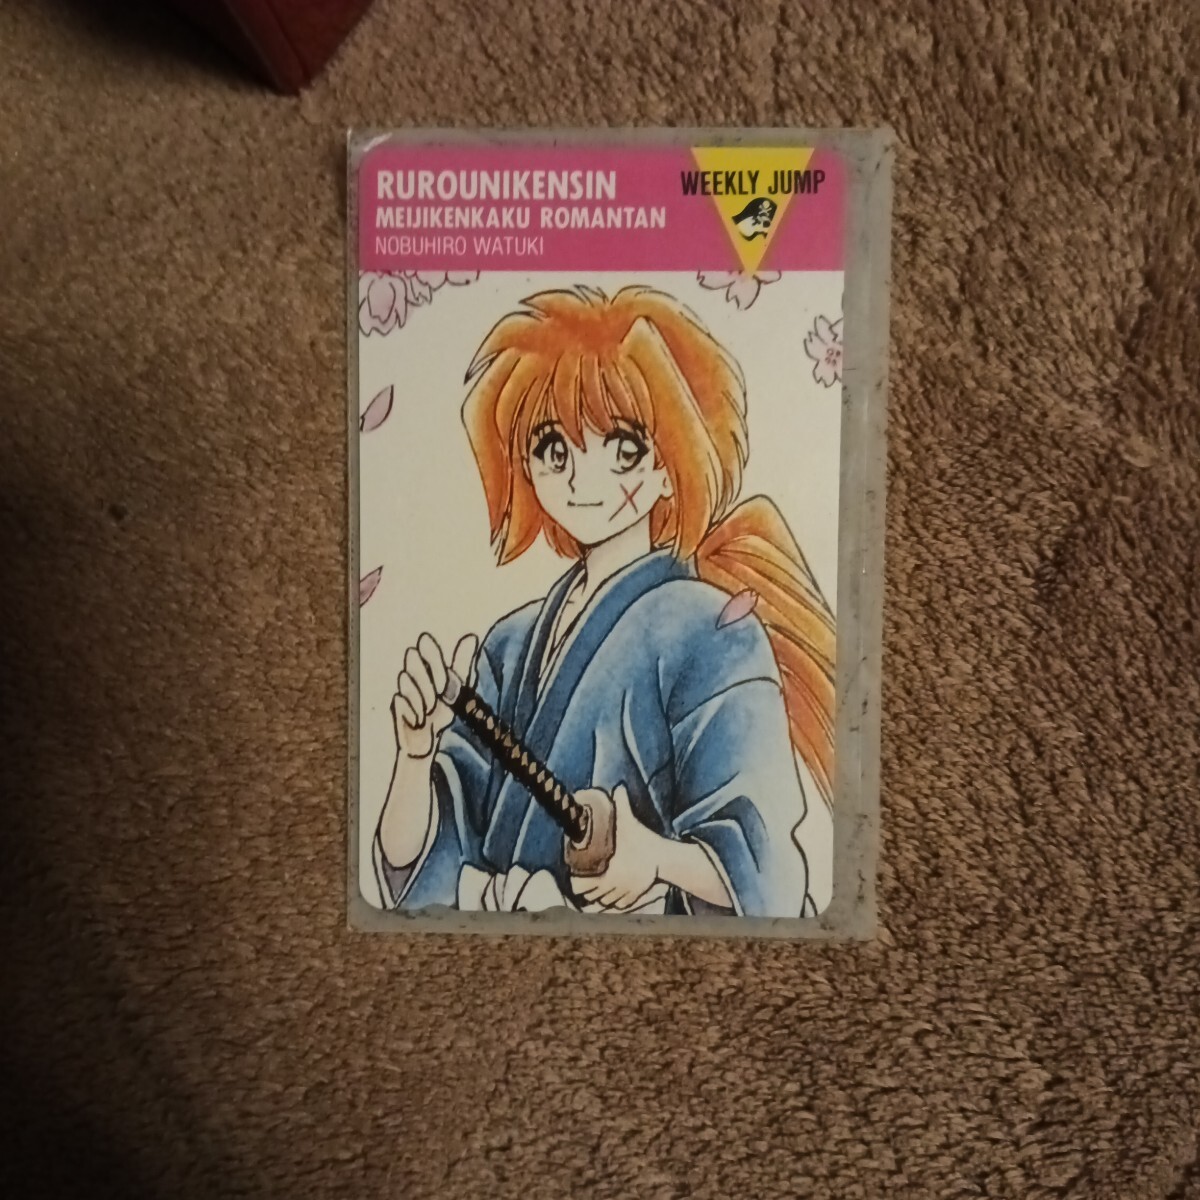 RUROUNIKENSIN
MEIJIKENKAKU ROMANTAN
NOBUHIRO WATUKI
WEEKLY JUMP